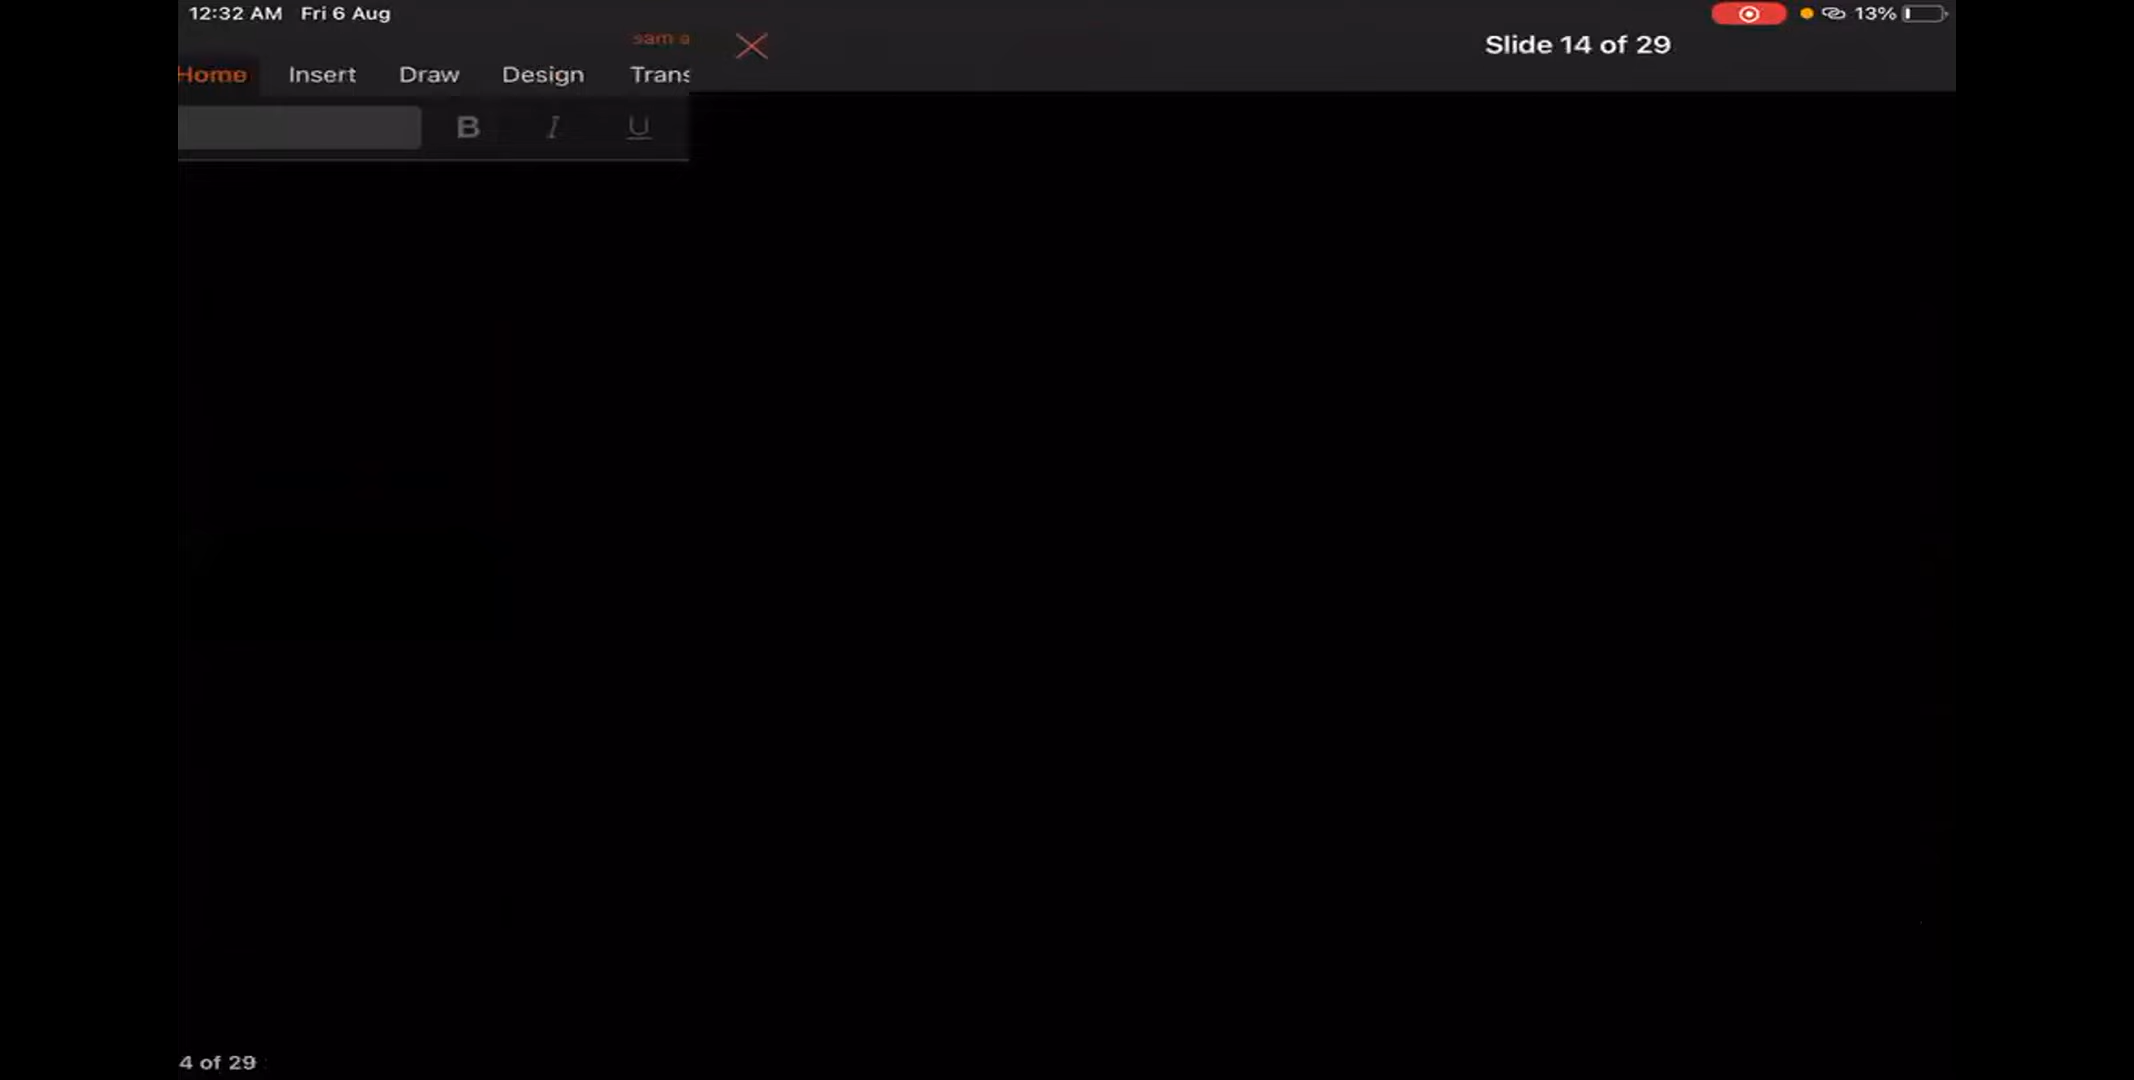 12:32 AM Fri 6 Aug
13%
sam
Slide 14 of 29
Home Insert Draw Design Trans
B I U
4 of 29